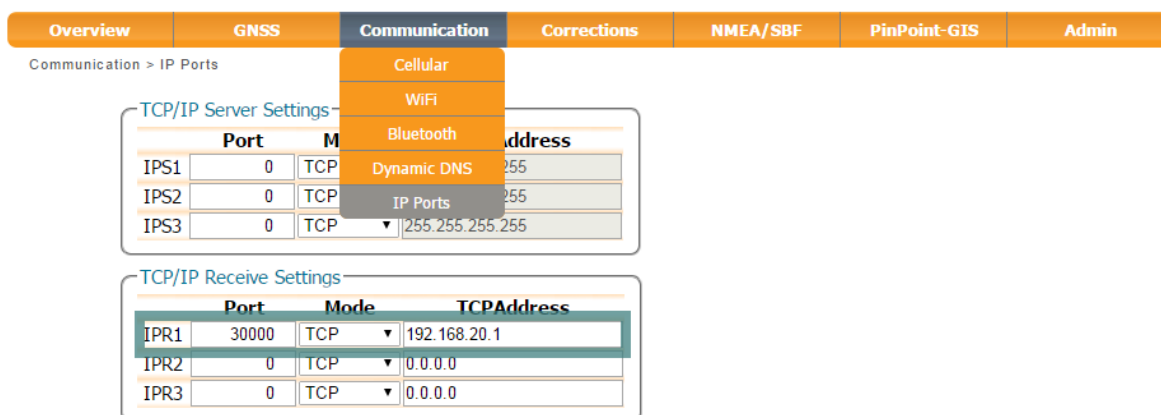 Overview GNSS Communication Corrections NMEA/SBF PinPoint-GIS Admin
Communication > IP Ports
Cellular
WiFi
Bluetooth
Dynamic DNS
IP Ports
TCP/IP Server Settings
Port
IPS1 0 TCP
IPS2 0 TCP
IPS3 0 TCP 255.255.255.255
TCP/IP Receive Settings
Port Mode TCPAddress
IPR1 30000 TCP 192.168.20.1
IPR2 0 TCP 0.0.0.0
IPR3 0 TCP 0.0.0.0